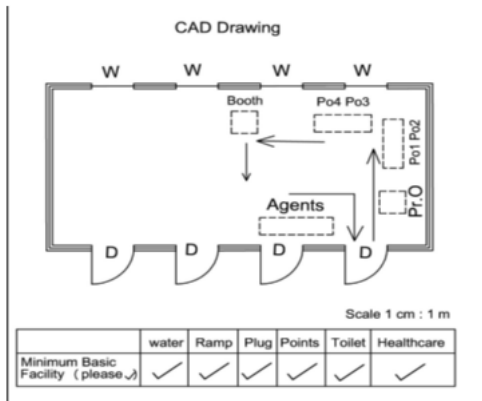 CAD Drawing
W W W W
Booth Po4 Po3
Po1 Po2
Pr.O
Agents
D D D D
Scale 1 cm : 1 m
water Ramp Plug Points Toilet Healthcare
Minimum Basic
Facility (please ✓) ✓ ✓ ✓ ✓ ✓ ✓